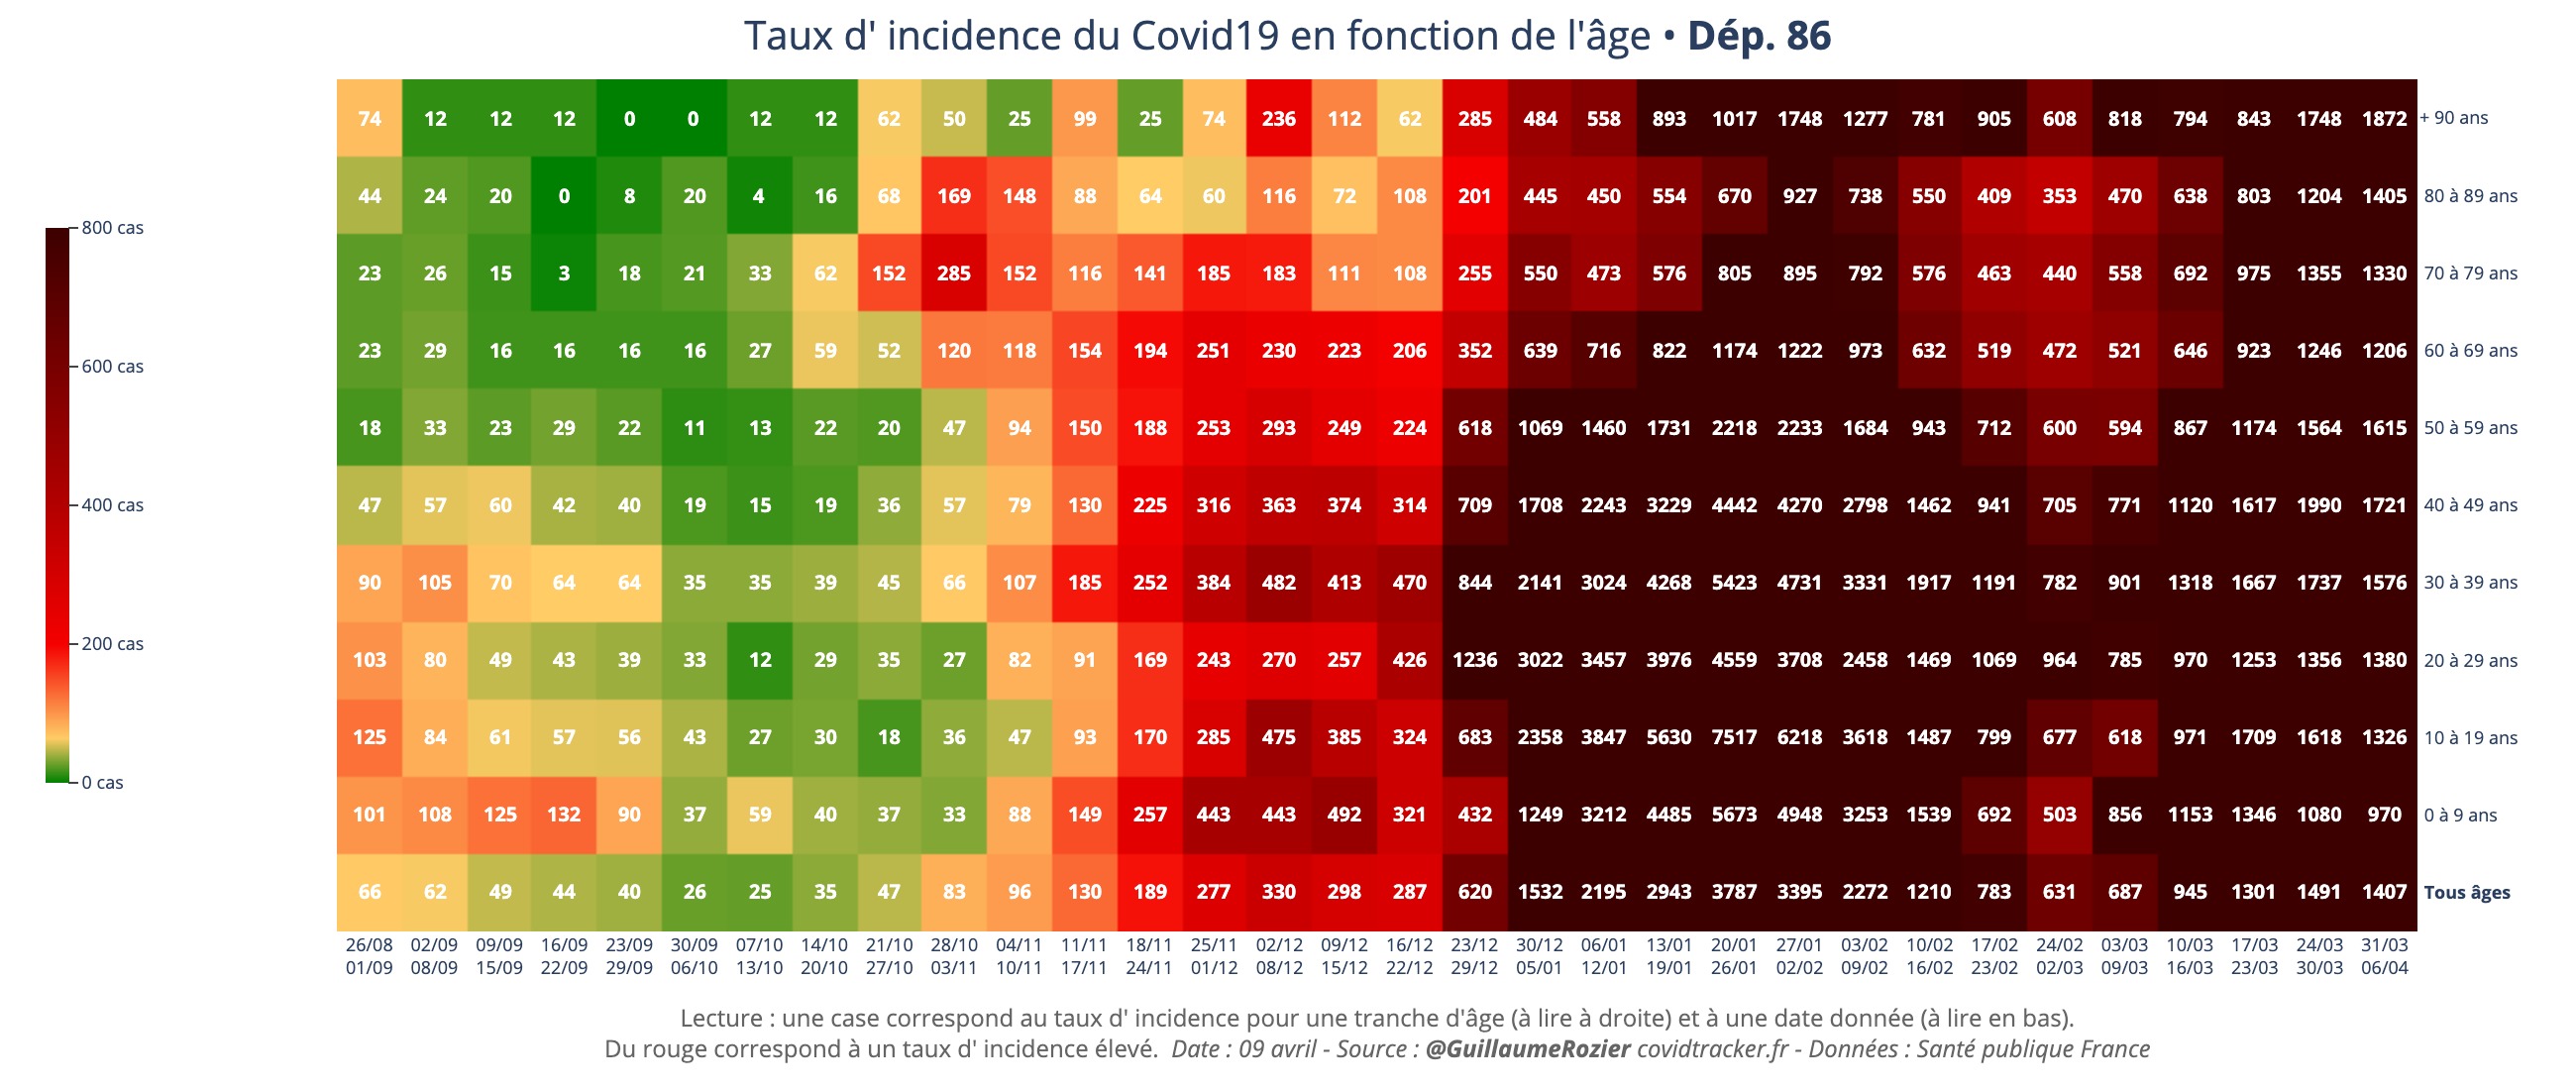 Taux d' incidence du Covid19 en fonction de l'âge • Dép. 86
800 cas
600 cas
400 cas
200 cas
0 cas
74 12 12 12 0 0 12 12 62 50 25 99 25 74 236 112 62 285 484 558 893 1017 1748 1277 781 905 608 818 794 843 1748 1872 + 90 ans
44 24 20 0 8 20 4 16 68 169 148 88 64 60 116 72 108 201 445 450 554 670 927 738 550 409 353 470 638 803 1204 1405 80 à 89 ans
23 26 15 3 18 21 33 62 152 285 152 116 141 185 183 111 108 255 550 473 576 805 895 792 576 463 440 558 692 975 1355 1330 70 à 79 ans
23 29 16 16 16 16 27 59 52 120 118 154 194 251 230 223 206 352 639 716 822 1174 1222 973 632 519 472 521 646 923 1246 1206 60 à 69 ans
18 33 23 29 22 11 13 22 20 47 94 150 188 253 293 249 224 618 1069 1460 1731 2218 2233 1684 943 712 600 594 867 1174 1564 1615 50 à 59 ans
47 57 60 42 40 19 15 19 36 57 79 130 225 316 363 374 314 709 1708 2243 3229 4442 4270 2798 1462 941 705 771 1120 1617 1990 1721 40 à 49 ans
90 105 70 64 64 35 35 39 45 66 107 185 252 384 482 413 470 844 2141 3024 4268 5423 4731 3331 1917 1191 782 901 1318 1667 1737 1576 30 à 39 ans
103 80 49 43 39 33 12 29 35 27 82 91 169 243 270 257 426 1236 3022 3457 3976 4559 3708 2458 1469 1069 964 785 970 1253 1356 1380 20 à 29 ans
125 84 61 57 56 43 27 30 18 36 47 93 170 285 475 385 324 683 2358 3847 5630 7517 6218 3618 1487 799 677 618 971 1709 1618 1326 10 à 19 ans
101 108 125 132 90 37 59 40 37 33 88 149 257 443 443 492 321 432 1249 3212 4485 5673 4948 3253 1539 692 503 856 1153 1346 1080 970 0 à 9 ans
66 62 49 44 40 26 25 35 47 83 96 130 189 277 330 298 287 620 1532 2195 2943 3787 3395 2272 1210 783 631 687 945 1301 1491 1407 Tous âges
26/08 02/09 09/09 16/09 23/09 30/09 07/10 14/10 21/10 28/10 04/11 11/11 18/11 25/11 02/12 09/12 16/12 23/12 30/12 06/01 13/01 20/01 27/01 03/02 10/02 17/02 24/02 03/03 10/03 17/03 24/03 31/03
01/09 08/09 15/09 22/09 29/09 06/10 13/10 20/10 27/10 03/11 10/11 17/11 24/11 01/12 08/12 15/12 22/12 29/12 05/01 12/01 19/01 26/01 02/02 09/02 16/02 23/02 02/03 09/03 16/03 23/03 30/03 06/04
Lecture : une case correspond au taux d' incidence pour une tranche d'âge (à lire à droite) et à une date donnée (à lire en bas).
Du rouge correspond à un taux d' incidence élevé. Date : 09 avril - Source : @GuillaumeRozier covidtracker.fr - Données : Santé publique France